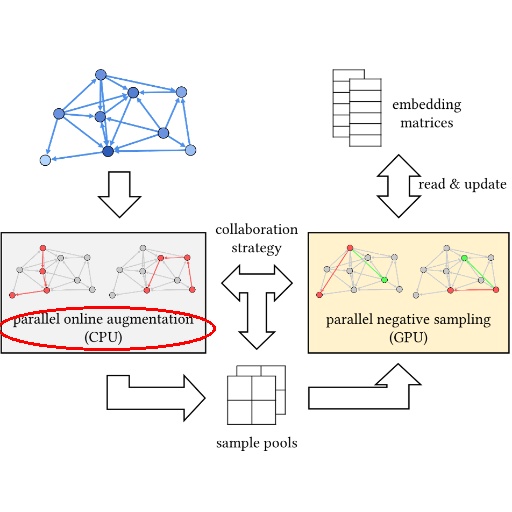 embedding
matrices
read & update
collaboration
strategy
parallel online augmentation
(CPU)
parallel negative sampling
(GPU)
sample pools